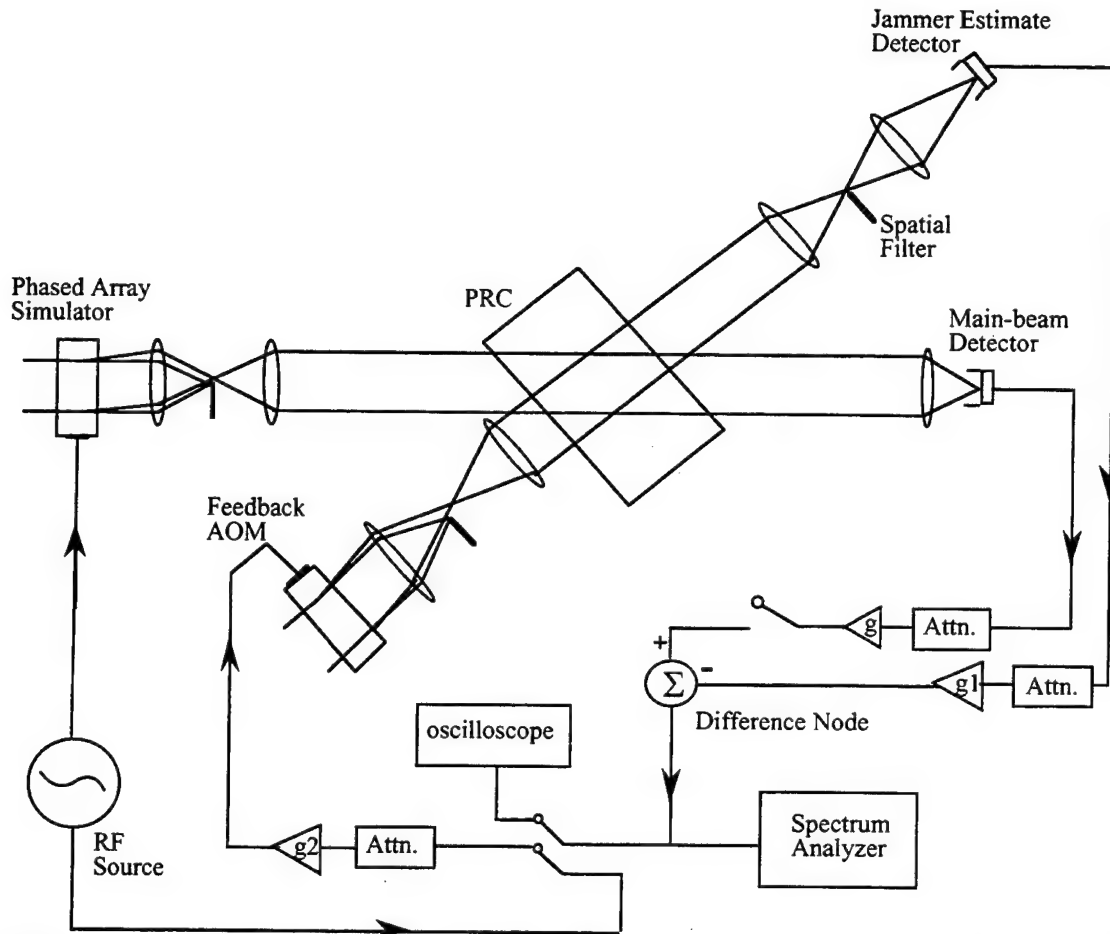 Jammer Estimate
Detector
Spatial
Filter
Phased Array
Simulator
PRC
Main-beam
Detector
Feedback
AOM
g
Attn.
+
-
Σ
g1
Attn.
Difference Node
oscilloscope
RF
Source
g2
Attn.
Spectrum
Analyzer